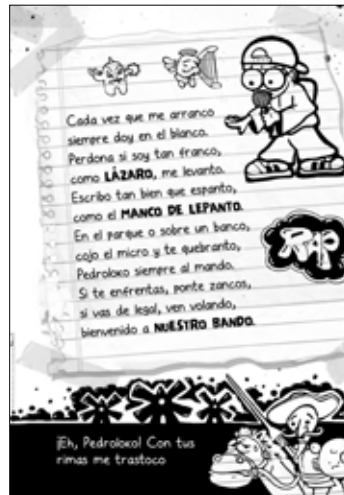 Cada vez que me arranco
siempre doy en el blanco.
Perdona si soy tan franco,
como LÁZARO, me levanto.
Escribo tan bien que espanto,
como el MANCO DE LEPANTO.
En el parque o sobre un banco,
cojo el micro y te quebranto,
Pedroloko siempre al mando.
Si te enfrentas, ponte zancos,
si vas de legal, ven volando,
bienvenido a NUESTRO BANDO.
Rap
¡Eh, Pedroloko! Con tus
rimas me trastoco